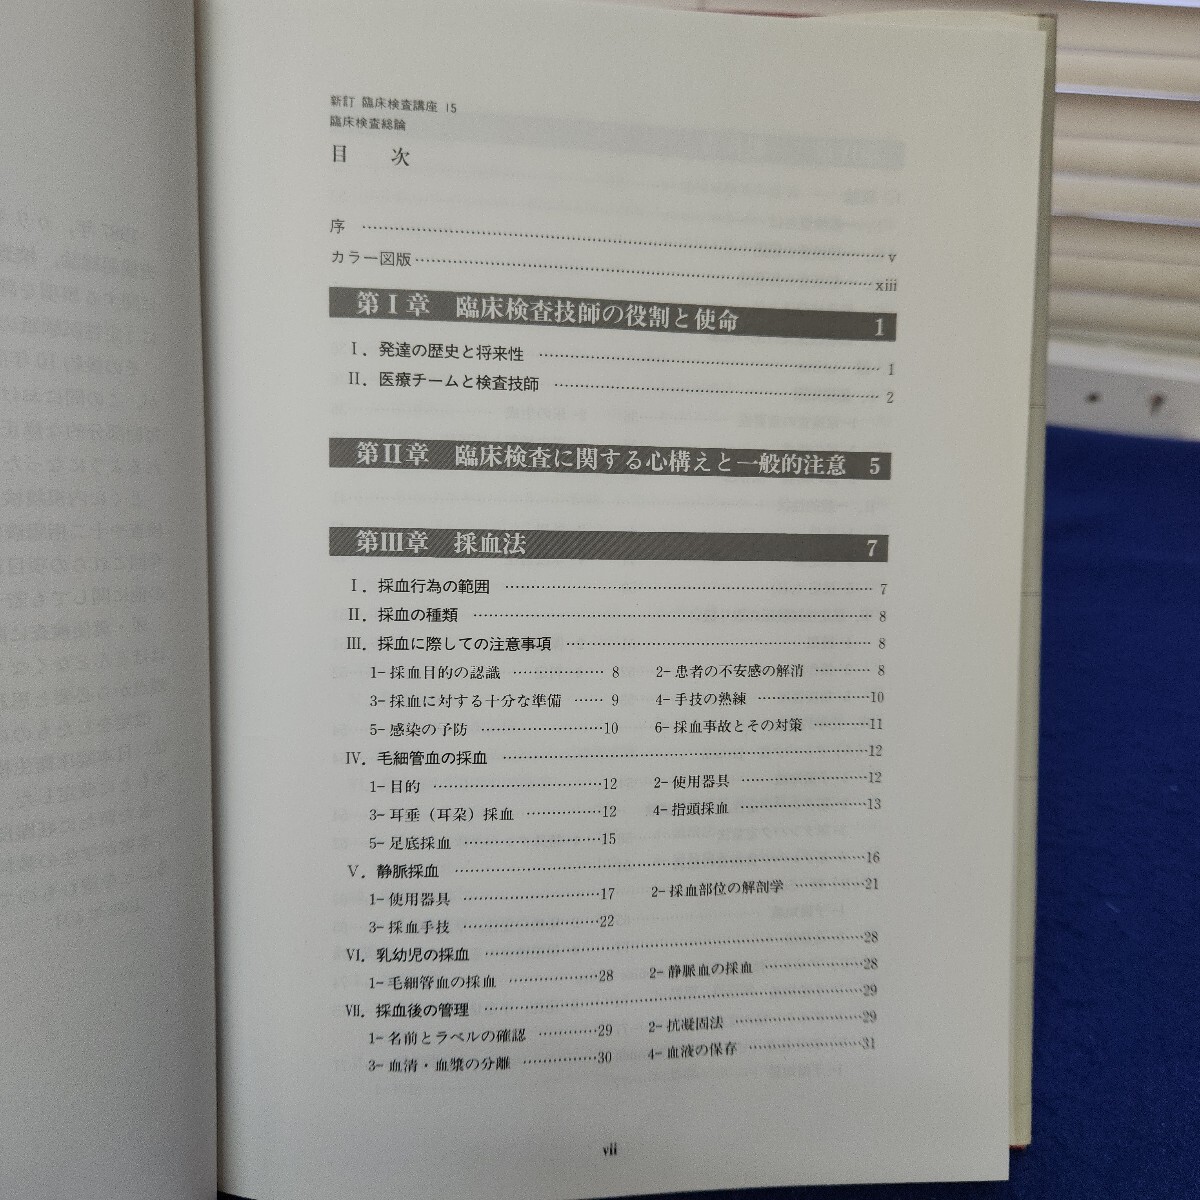 新訂 臨床検査講座 15
臨床検査総論
目 次
序 …… v
カラー図版 …… xiii
第Ⅰ章 臨床検査技師の役割と使命 1
Ⅰ. 発達の歴史と将来性 …… 1
Ⅱ. 医療チームと検査技師 …… 2
第Ⅱ章 臨床検査に関する心構えと一般的注意 5
第Ⅲ章 採血法 7
Ⅰ. 採血行為の範囲 …… 7
Ⅱ. 採血の種類 …… 8
Ⅲ. 採血に際しての注意事項 …… 8
1- 採血目的の認識 …… 8 2- 患者の不安感の解消 …… 8
3- 採血に対する十分な準備 …… 9 4- 手技の熟練 …… 10
5- 感染の予防 …… 10 6- 採血事故とその対策 …… 11
Ⅳ. 毛細管血の採血 …… 12
1- 目的 …… 12 2- 使用器具 …… 12
3- 耳垂（耳朶）採血 …… 12 4- 指頭採血 …… 13
5- 足底採血 …… 15
Ⅴ. 静脈採血 …… 16
1- 使用器具 …… 17 2- 採血部位の解剖学 …… 21
3- 採血手技 …… 22
Ⅵ. 乳幼児の採血 …… 28
1- 毛細管血の採血 …… 28 2- 静脈血の採血 …… 28
Ⅶ. 採血後の管理 …… 29
1- 名前とラベルの確認 …… 29 2- 抗凝固法 …… 29
3- 血清・血漿の分離 …… 30 4- 血液の保存 …… 31
vii